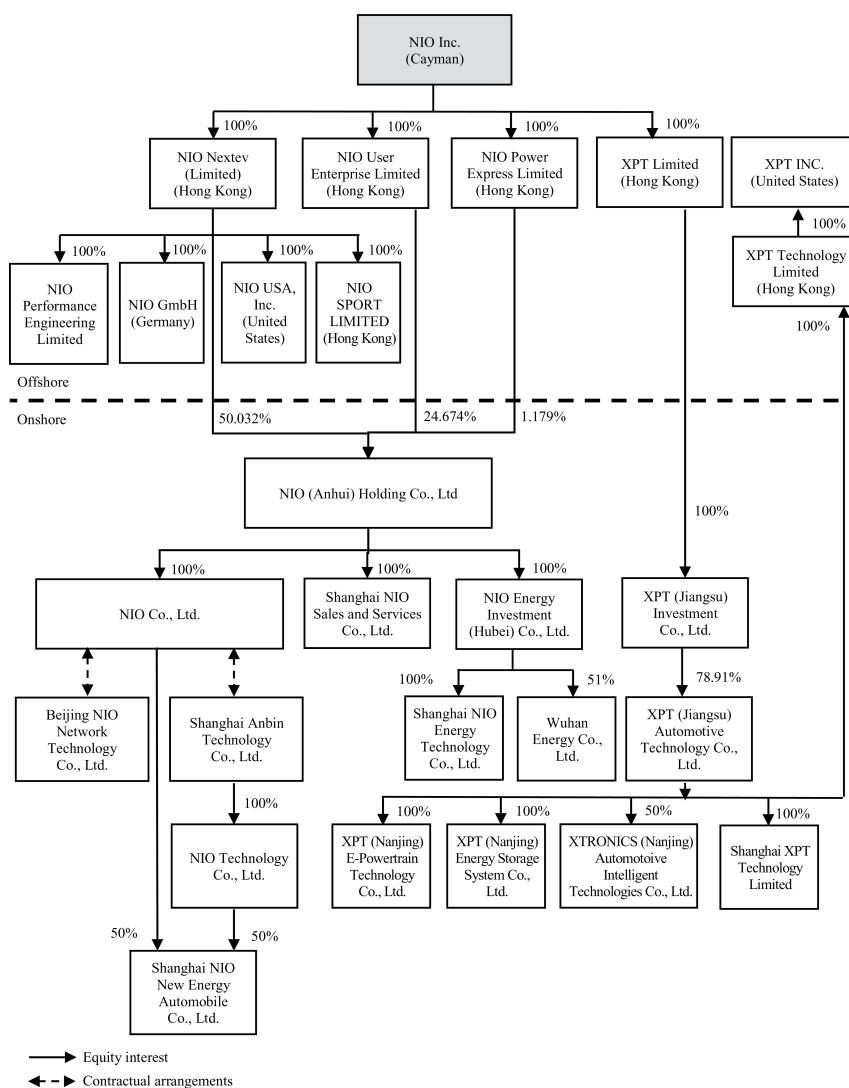 NIO Inc.
(Cayman)
100%
100%
100%
100%
NIO Nextev
(Limited)
(Hong Kong)
NIO User
Enterprise Limited
(Hong Kong)
NIO Power
Express Limited
(Hong Kong)
XPT Limited
(Hong Kong)
XPT INC.
(United States)
100%
100%
100%
100%
100%
NIO
Performance
Engineering
Limited
NIO GmbH
(Germany)
NIO USA,
Inc.
(United
States)
NIO
SPORT
LIMITED
(Hong Kong)
XPT Technology
Limited
(Hong Kong)
100%
Offshore
Onshore
50.032%
24.674%
1.179%
NIO (Anhui) Holding Co., Ltd
100%
100%
100%
100%
NIO Co., Ltd.
Shanghai NIO
Sales and Services
Co., Ltd.
NIO Energy
Investment
(Hubei) Co., Ltd.
XPT (Jiangsu)
Investment
Co., Ltd.
100%
51%
78.91%
Beijing NIO
Network
Technology
Co., Ltd.
Shanghai Anbin
Technology
Co., Ltd.
Shanghai NIO
Energy
Technology
Co., Ltd.
Wuhan
Energy Co.,
Ltd.
XPT (Jiangsu)
Automotive
Technology Co.,
Ltd.
100%
100%
100%
50%
100%
NIO Technology
Co., Ltd.
XPT (Nanjing)
E-Powertrain
Technology
Co., Ltd.
XPT (Nanjing)
Energy Storage
System Co.,
Ltd.
XTRONICS (Nanjing)
Automotoive
Intelligent
Technologies Co., Ltd.
Shanghai XPT
Technology
Limited
50%
50%
Shanghai NIO
New Energy
Automobile
Co., Ltd.
Equity interest
Contractual arrangements